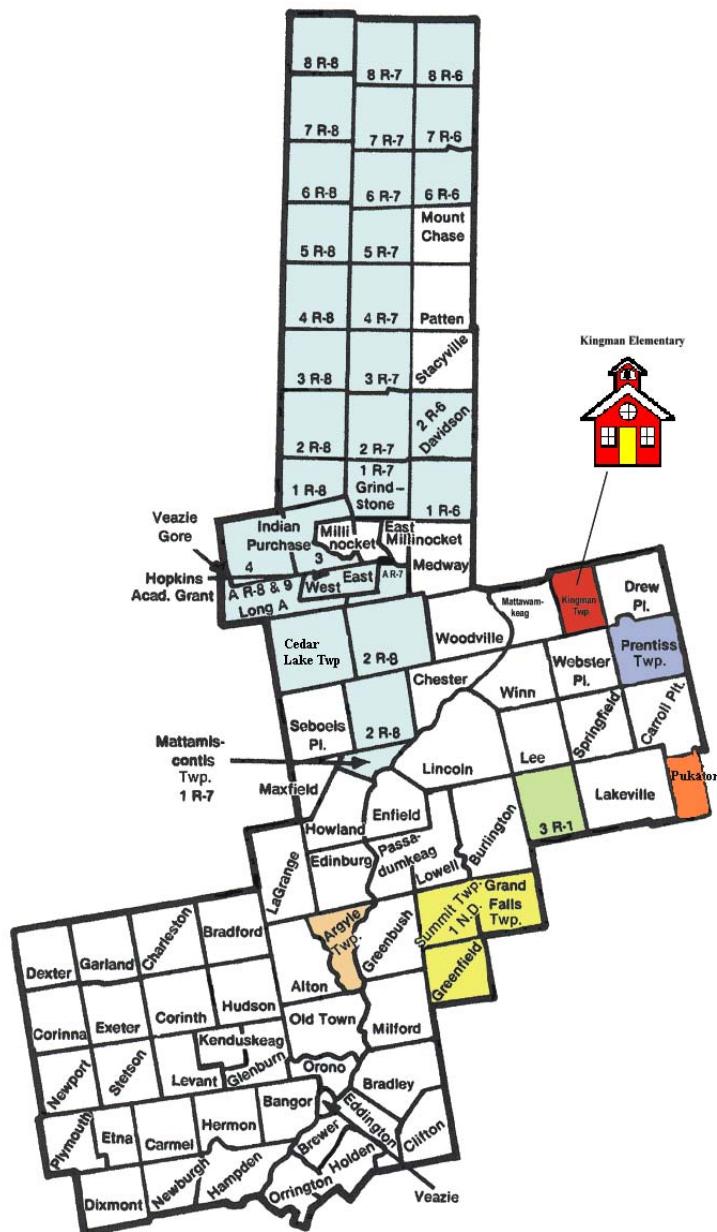 8 R-8
8 R-7
8 R-6
7 R-8
7 R-7
7 R-6
6 R-8
6 R-7
6 R-6
Mount
Chase
5 R-8
5 R-7
4 R-8
4 R-7
Patten
Kingman Elementary
3 R-8
3 R-7
Stacyville
2 R-8
2 R-7
2 R-6
Davidson
1 R-8
1 R-7
Grind-
stone
1 R-6
Veazie
Gore
Indian
Purchase
4
3
Milli
nocket
East
Millinocket
Medway
Hopkins
Acad. Grant
A R-8 & 9
Long A
West
East
A R-7
Mattawam-
keag
Kingman
Twp.
Drew
Pl.
Cedar
Lake Twp
2 R-8
Woodville
Prentiss
Twp.
Webster
Pl.
Chester
Winn
Springfield
Carroll Plt.
Seboeis
Pl.
2 R-8
Mattamis-
contis
Twp.
1 R-7
Lincoln
Lee
Pukator
Maxfield
Lakeville
Howland
Enfield
3 R-1
Edinburg
Passa-
dumkeag
Lowell
Burlington
LaGrange
Summit Twp.
1 N.D.
Grand
Falls
Twp.
Argyle
Twp.
Greenbush
Greenfield
Dexter
Garland
Charleston
Bradford
Alton
Corinna
Exeter
Corinth
Hudson
Old Town
Milford
Newport
Stetson
Levant
Kenduskeag
Glenburn
Orono
Bradley
Plymouth
Etna
Carmel
Hermon
Bangor
Eddington
Clifton
Dixmont
Newburgh
Hampden
Brewer
Holden
Orrington
Veazie